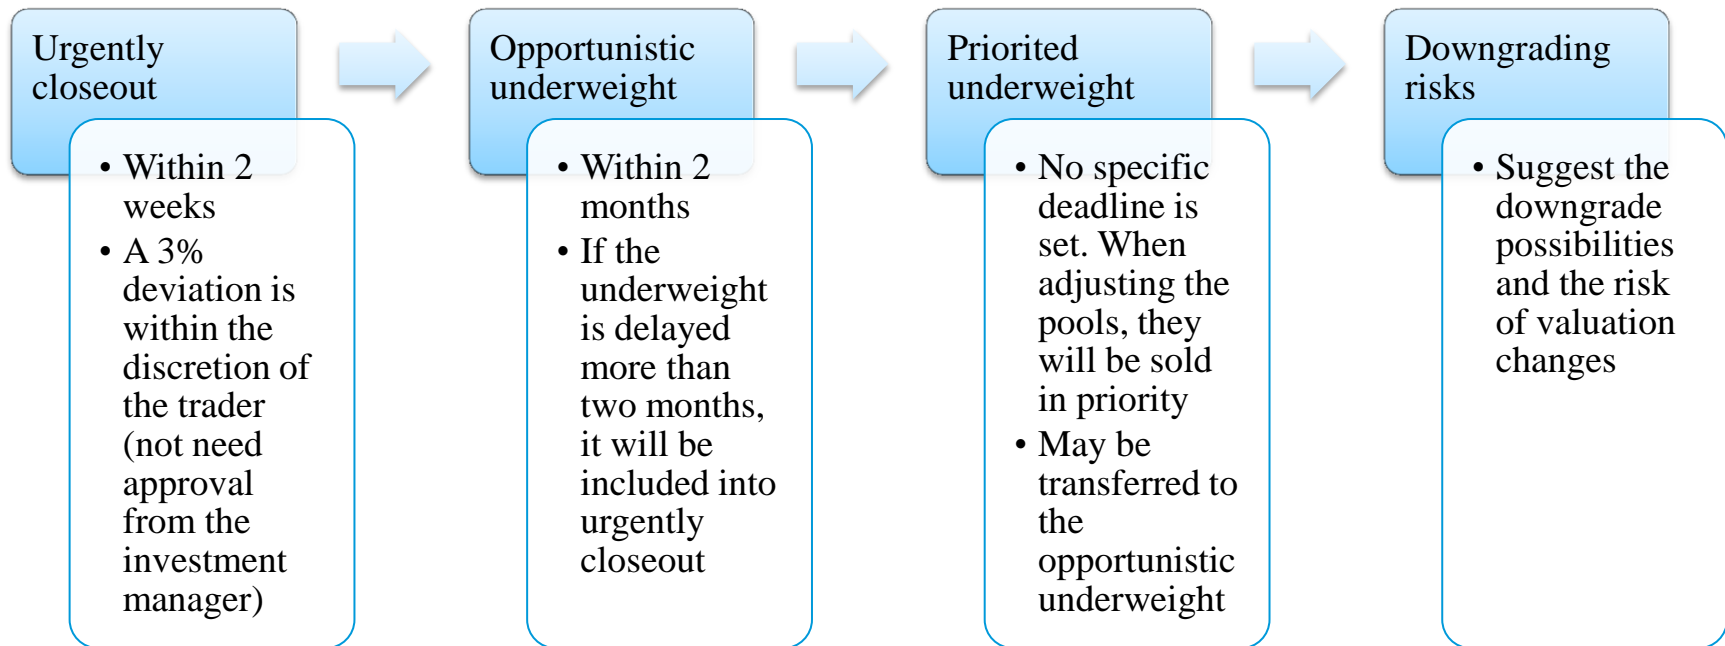 Urgently
closeout
• Within 2
weeks
• A 3%
deviation is
within the
discretion of
the trader
(not need
approval
from the
investment
manager)
Opportunistic
underweight
• Within 2
months
• If the
underweight
is delayed
more than
two months,
it will be
included into
urgently
closeout
Priorited
underweight
• No specific
deadline is
set. When
adjusting the
pools, they
will be sold
in priority
• May be
transferred to
the
opportunistic
underweight
Downgrading
risks
• Suggest the
downgrade
possibilities
and the risk
of valuation
changes